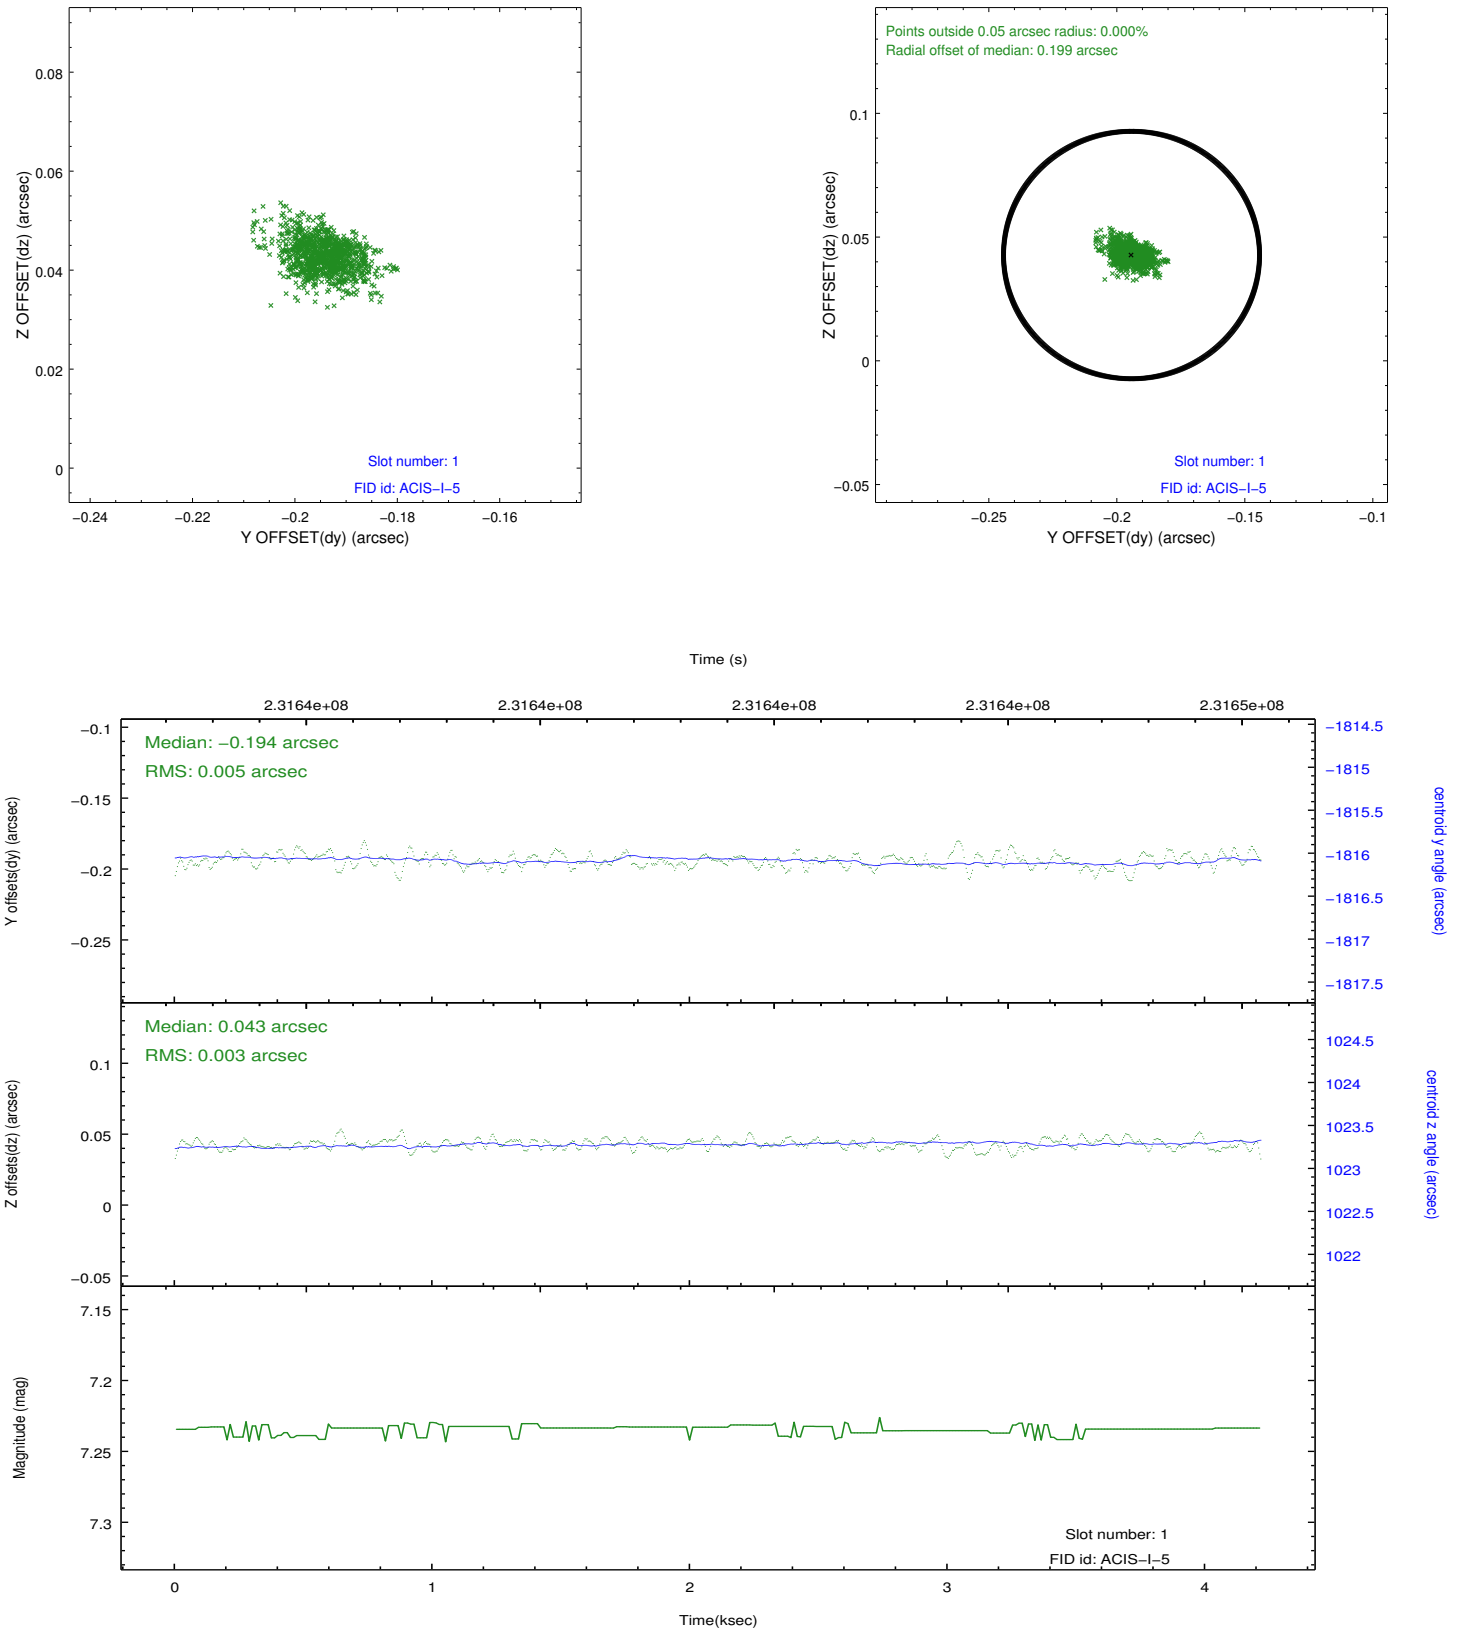 0.08
0.06
0.04
0.02
0
Z OFFSET(dz) (arcsec)
Slot number: 1
FID id: ACIS−I−5
−0.24 −0.22 −0.2 −0.18 −0.16
Y OFFSET(dy) (arcsec)
Points outside 0.05 arcsec radius: 0.000%
Radial offset of median: 0.199 arcsec
0.1
0.05
0
−0.05
Z OFFSET(dz) (arcsec)
Slot number: 1
FID id: ACIS−I−5
−0.25 −0.2 −0.15 −0.1
Y OFFSET(dy) (arcsec)
Time (s)
2.3164e+08 2.3164e+08 2.3164e+08 2.3164e+08 2.3165e+08
Median: −0.194 arcsec
RMS: 0.005 arcsec
−0.1
−0.15
−0.2
−0.25
Y offsets(dy) (arcsec)
−1814.5
−1815
−1815.5
−1816
−1816.5
−1817
−1817.5
centroid y angle (arcsec)
Median: 0.043 arcsec
RMS: 0.003 arcsec
0.1
0.05
0
−0.05
Z offsets(dz) (arcsec)
1024.5
1024
1023.5
1023
1022.5
1022
centroid z angle (arcsec)
7.15
7.2
7.25
7.3
Magnitude (mag)
Slot number: 1
FID id: ACIS−I−5
0 1 2 3 4
Time(ksec)